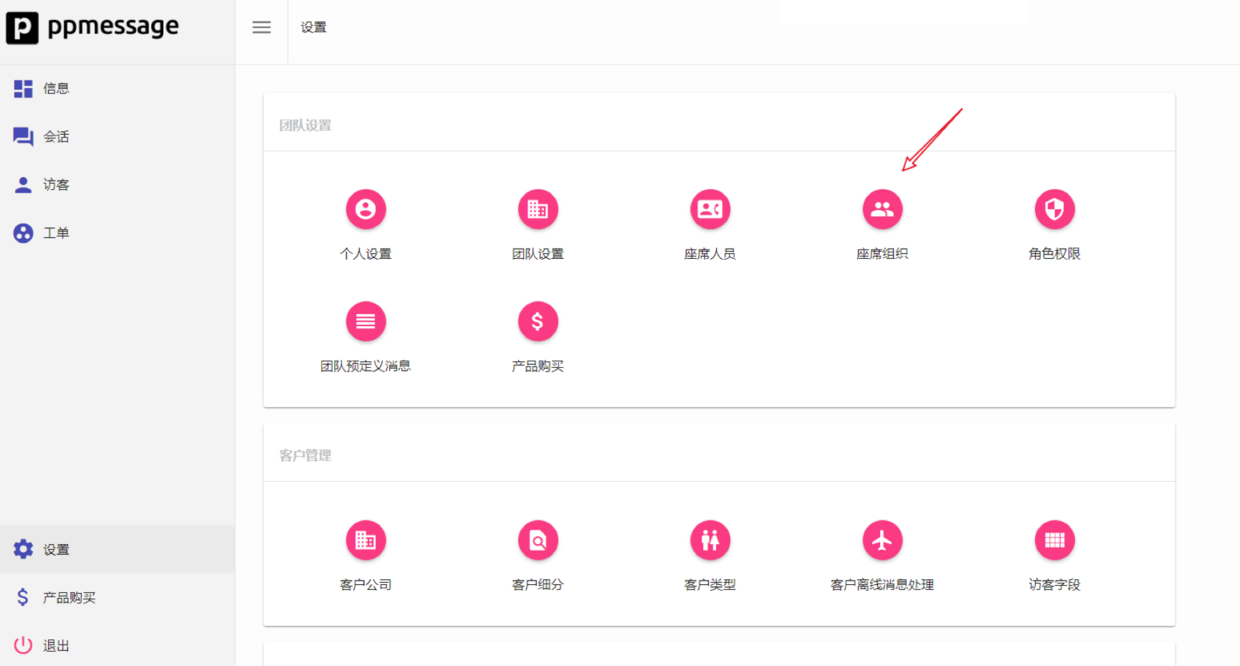 ppmessage
设置
信息
会话
访客
工单
设置
产品购买
退出
团队设置
个人设置
团队设置
座席人员
座席组织
角色权限
团队预定义消息
产品购买
客户管理
客户公司
客户细分
客户类型
客户离线消息处理
访客字段